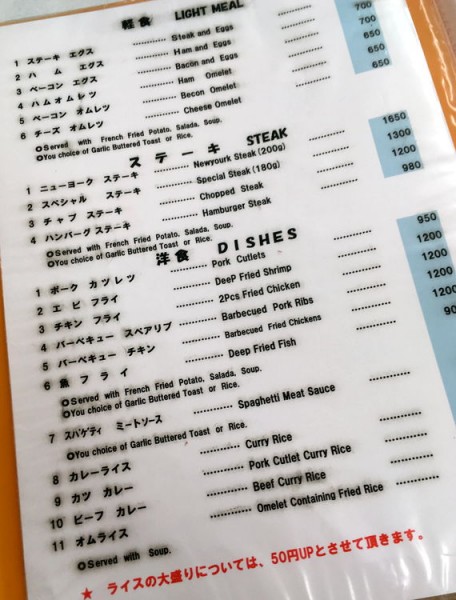 軽食 LIGHT MEAL
1 ステーキ エグス ............ Steak and Eggs ............
2 ハム エグス ............ Ham and Eggs ............ 700
3 ベーコン エグス ............ Bacon and Eggs ............ 700
4 ハムオムレツ ............ Ham Omelet ............ 650
5 ベーコン オムレツ ............ Becon Omelet ............ 650
6 チーズ オムレツ ............ Cheese Omelet ............ 650
◎Served with French Fried Potato, Salada, Soup.
◎You choice of Garlic Buttered Toast or Rice.
ステーキ STEAK
1 ニューヨーク ステーキ ............ Newyourk Steak(200g) ............ 1650
2 スペシャル ステーキ ............ Special Steak(180g) ............ 1300
3 チャプ ステーキ ............ Chopped Steak ............ 1200
4 ハンバーグ ステーキ ............ Hamburger Steak ............ 980
◎Served with French Fried Potato, Salada, Soup.
◎You choice of Garlic Buttered Toast or Rice.
洋食 DISHES
1 ポーク カツレツ ............ Pork Cutlets ............ 950
2 エビ フライ ............ DeeP Fried Shrimp ............ 1200
3 チキン フライ ............ 2Pcs Fried Chicken ............ 1200
4 バーベキュー スペアリブ ............ Barbecued Pork Ribs ............ 1200
5 バーベキュー チキン ............ Barbecued Fried Chickens ............ 1200
6 魚フライ ............ Deep Fried Fish ............
◎Served with French Fried Potato, Salada, Soup.
◎You choice of Garlic Buttered Toast or Rice.
7 スパゲティ ミートソース ............ Spaghetti Meat Sauce ............
◎You choice of Garlic Buttered Toast or Rice.
8 カレーライス ............ Curry Rice ............
9 カツ カレー ............ Pork Cutlet Curry Rice ............
10 ビーフ カレー ............ Beef Curry Rice ............
11 オムライス ............ Omelet Containing Fried Rice ............
◎Served with Soup.
★ ライスの大盛りについては、50円UPとさせて頂きます。